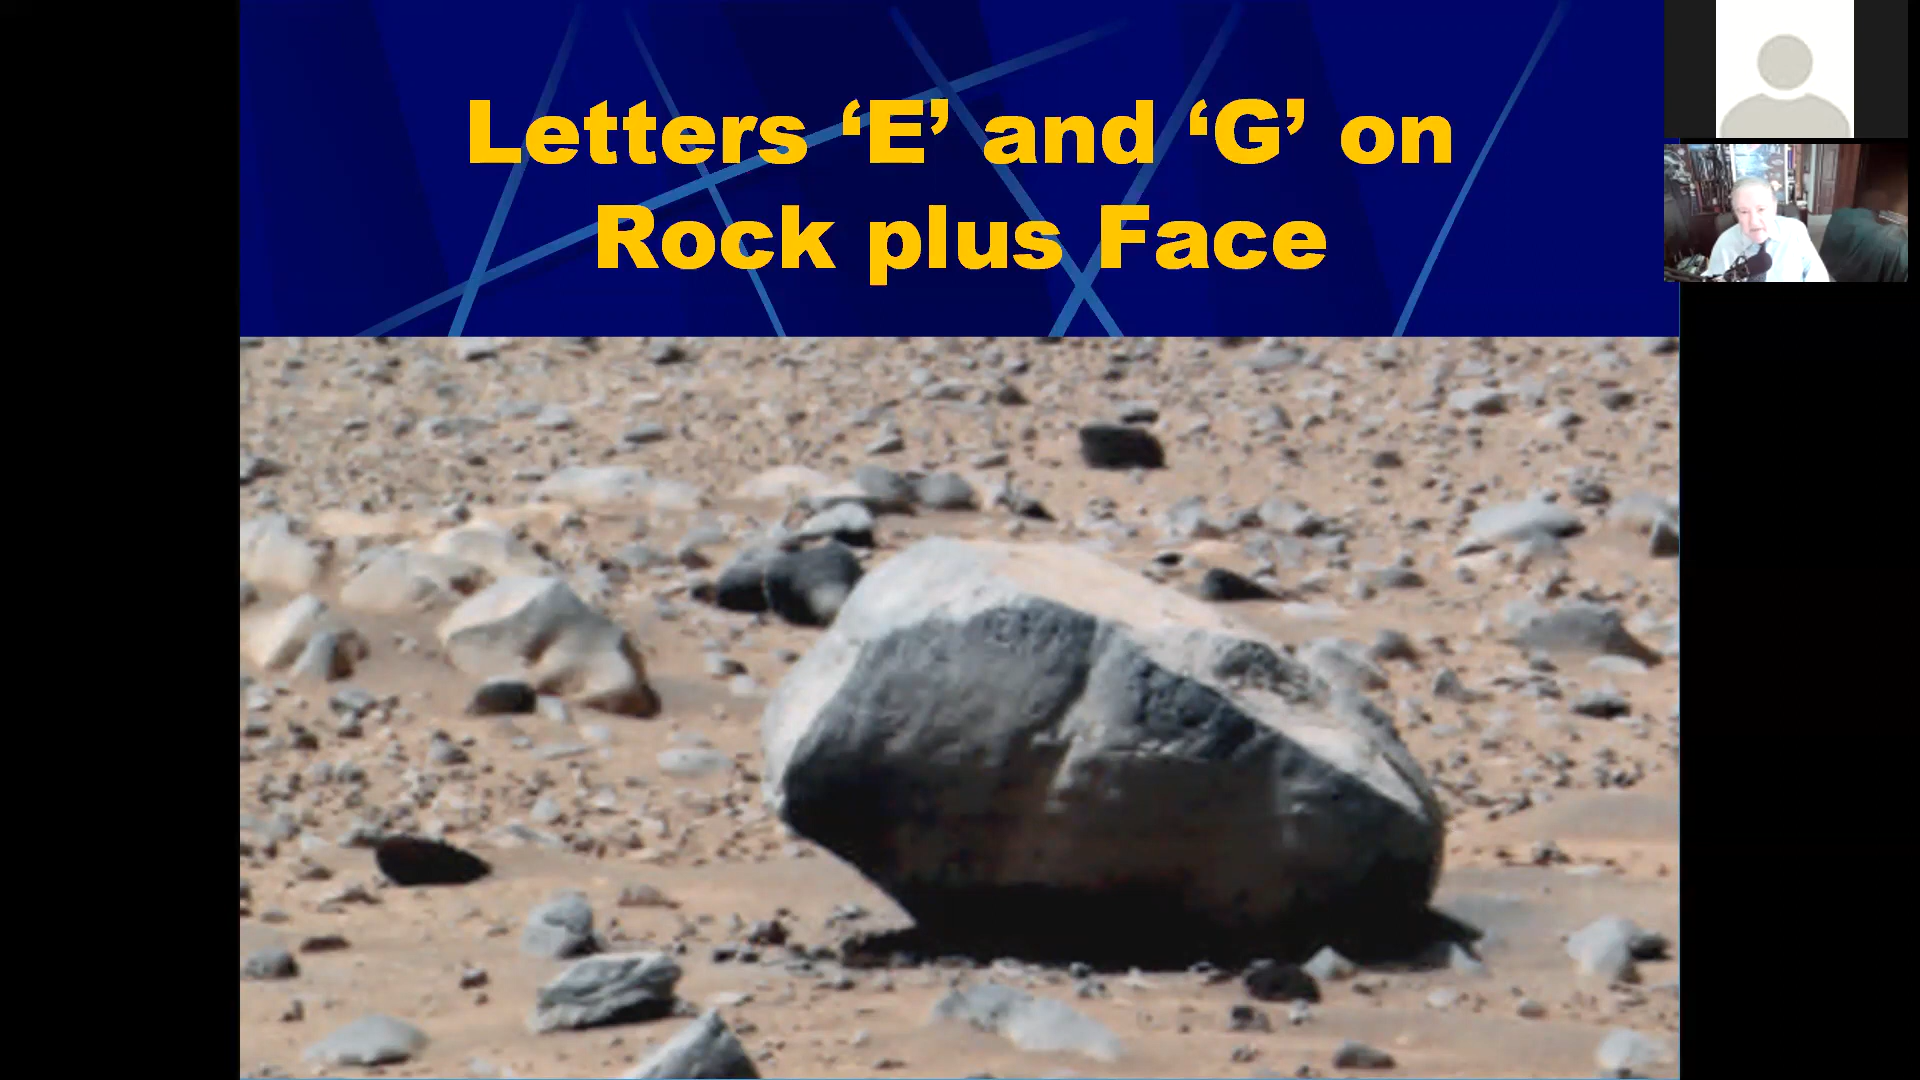 Letters ‘E’ and ‘G’ on
Rock plus Face